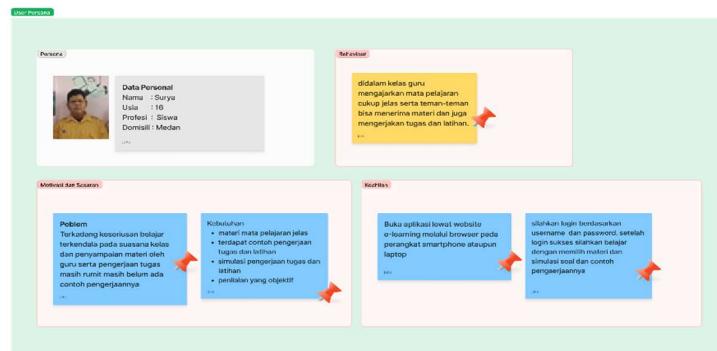 User Persona
Persona
Data Personal
Nama : Surya
Usia : 16
Profesi : Siswa
Domisili : Medan
Behaviour
didalam kelas guru
mengajarkan mata pelajaran
cukup jelas serta teman-teman
bisa menerima materi dan juga
mengerjakan tugas dan latihan.
Motivasi dan Sasaran
Poblem
Terkadang keseriusan belajar
terkendala pada suasana kelas
dan penyampaian materi oleh
guru serta pengerjaan tugas
masih rumit masih belum ada
contoh pengerjaannya
Kebutuhan
• materi mata pelajaran jelas
• terdapat contoh pengerjaan
tugas dan latihan
• simulasi pengerjaan tugas dan
latihan
• penilaian yang objektif
Buka aplikasi lewat website
e-learning melalui browser pada
perangkat smartphone ataupun
laptop
silahkan login berdasarkan
username dan password. setelah
login sukses silahkan belajar
dengan memilih materi dan
simulasi soal dan contoh
pengaerjaannya